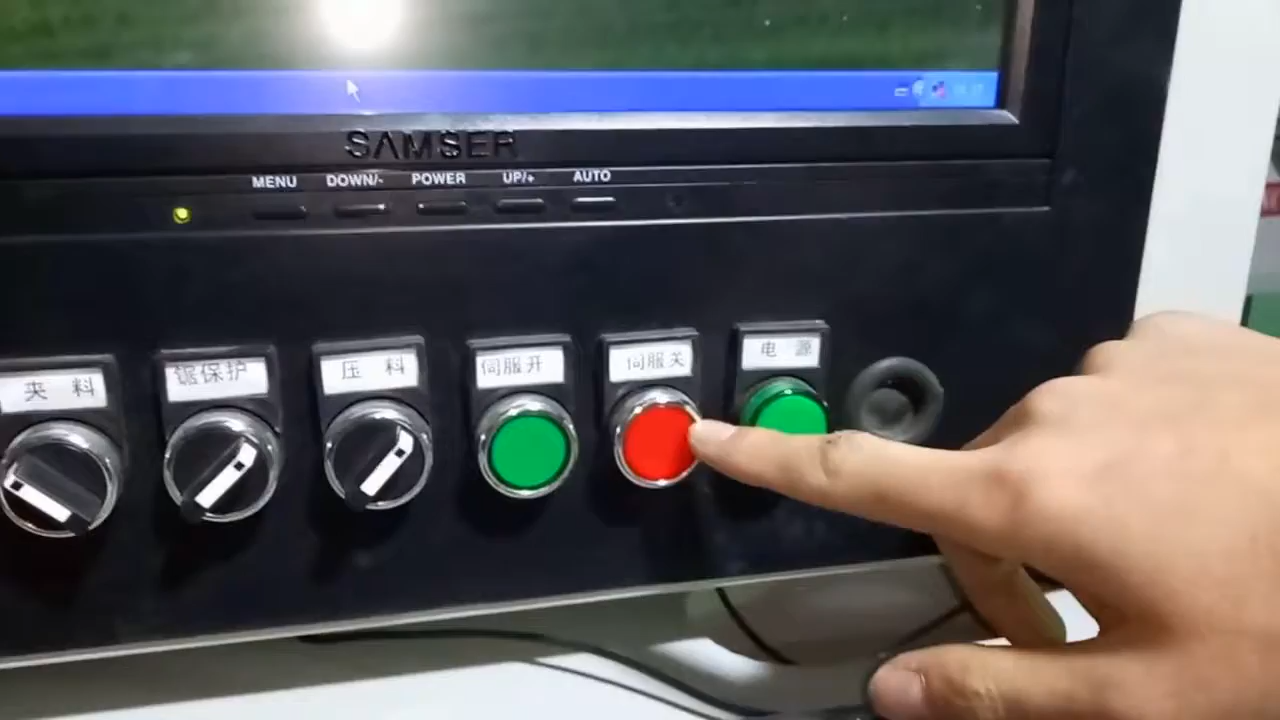 SAMSER
MENU DOWN/- POWER UP/+ AUTO
夹 料 锯保护 压 料 伺服开 伺服关 电 源